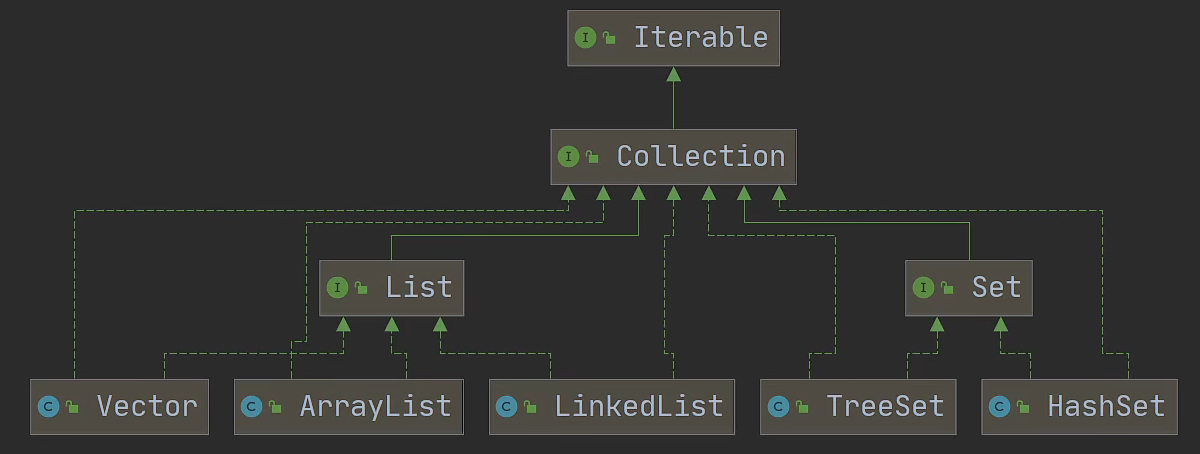 I Iterable
I Collection
I List
I Set
C Vector
C ArrayList
C LinkedList
C TreeSet
C HashSet